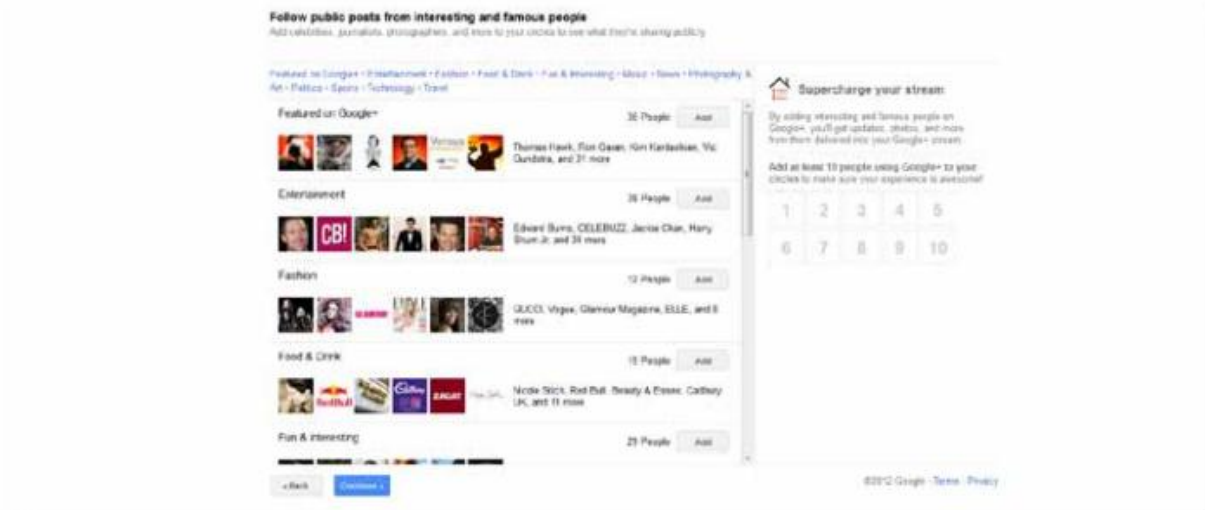 Follow public posts from interesting and famous people
Add celebrities, journalists, photographers, and more to your circles to see what they're sharing publicly.
Featured on Google+ - Entertainment - Fashion - Food & Drink - Fun & Interesting - Music - News - Photography &
Art - Politics - Sports - Technology - Travel
Featured on Google+
36 People
Add
Thomas Hawk, Ron Garan, Kim Kardashian, Vic
Gundotra, and 31 more
Entertainment
Add
CB!
Edward Burns, CELEBUZZ, Jackie Chan, Harry
Shum Jr, and more
Fashion
People
Add
GLAMOUR
GUCCI, Vogue, Glamour Magazine, ELLE, and 8
more
Food & Drink
15 People
Add
RedBull
Cadbury
ZAGAT
Nicole Stich, Red Bull, Beauty & Essex, Cadbury
UK, and 11 more
Fun & Interesting
People
Add
Supercharge your stream
By adding interesting and famous people on
Google+, you'll get updates, photos, and more
from them delivered into your Google+ stream.
Add at least 10 people using Google+ to your
circles to make sure your experience is awesome!
1 2 3 4 5
6 7 8 9 10
« Back
Continue »
©2012 Google - Terms - Privacy